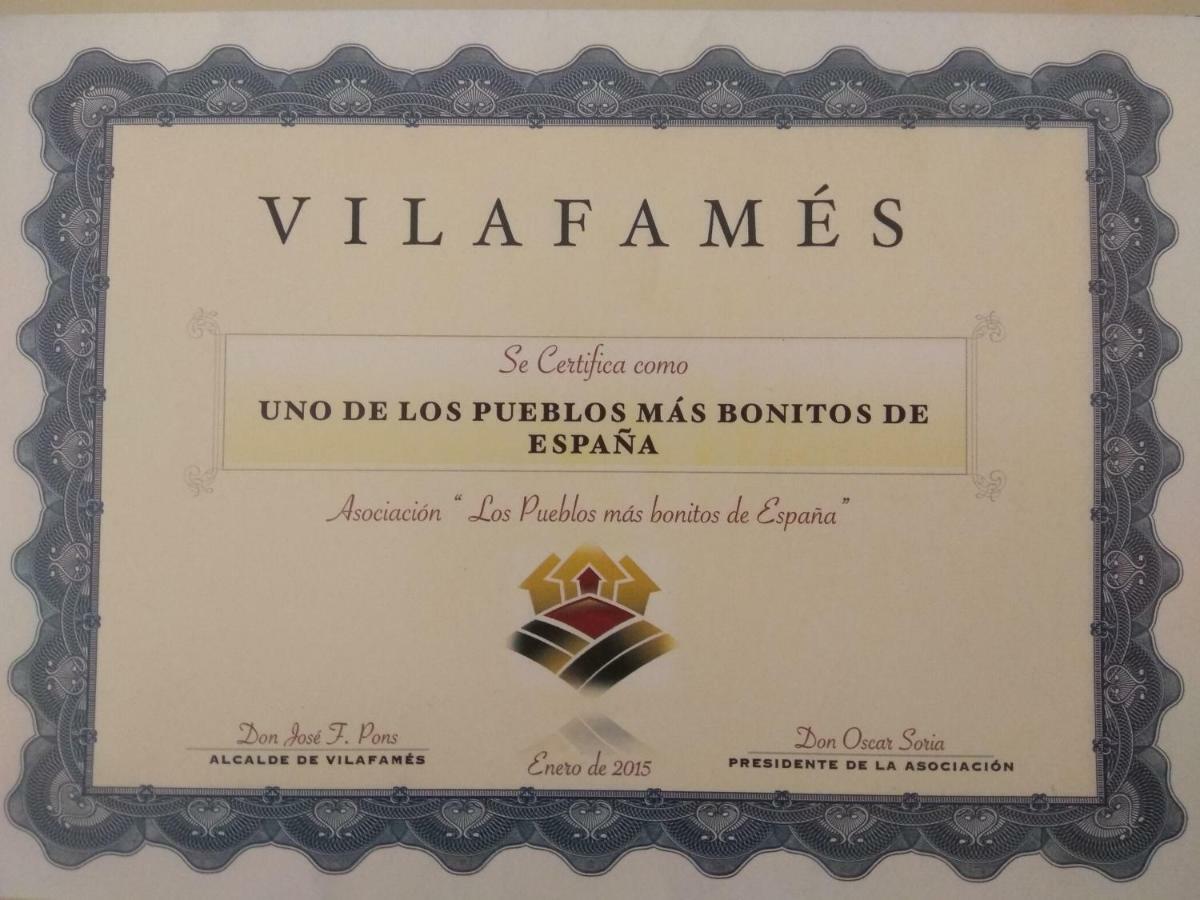 VILAFAMÉS
Se Certifica como
UNO DE LOS PUEBLOS MÁS BONITOS DE
ESPAÑA
Asociación “ Los Pueblos más bonitos de España”
Don José F. Pons
ALCALDE DE VILAFAMÉS
Enero de 2015
Don Oscar Soria
PRESIDENTE DE LA ASOCIACIÓN